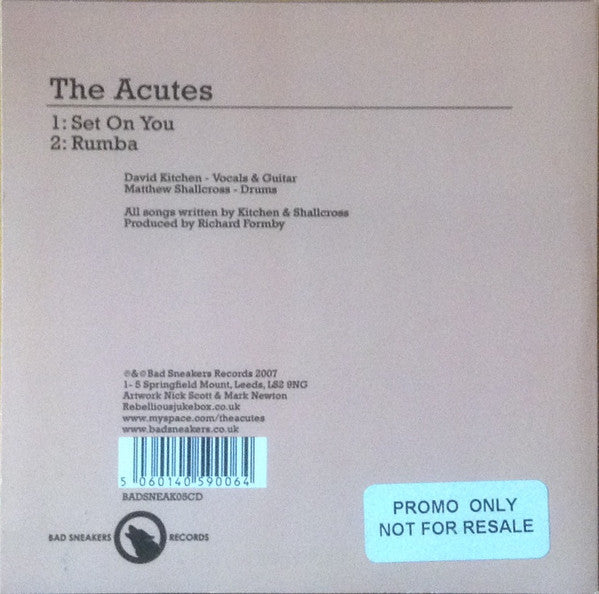 The Acutes
1: Set On You
2: Rumba
David Kitchen - Vocals & Guitar
Matthew Shallcross - Drums
All songs written by Kitchen & Shallcross
Produced by Richard Formby
℗&©Bad Sneakers Records 2007
1- 5 Springfield Mount, Leeds, LS2 9NG
Artwork Nick Scott & Mark Newton
Rebelliousjukebox.co.uk
www.myspace.com/theacutes
www.badsneakers.co.uk
5 060140 590064
BADSNEAK05CD
BAD SNEAKERS RECORDS
PROMO ONLY
NOT FOR RESALE